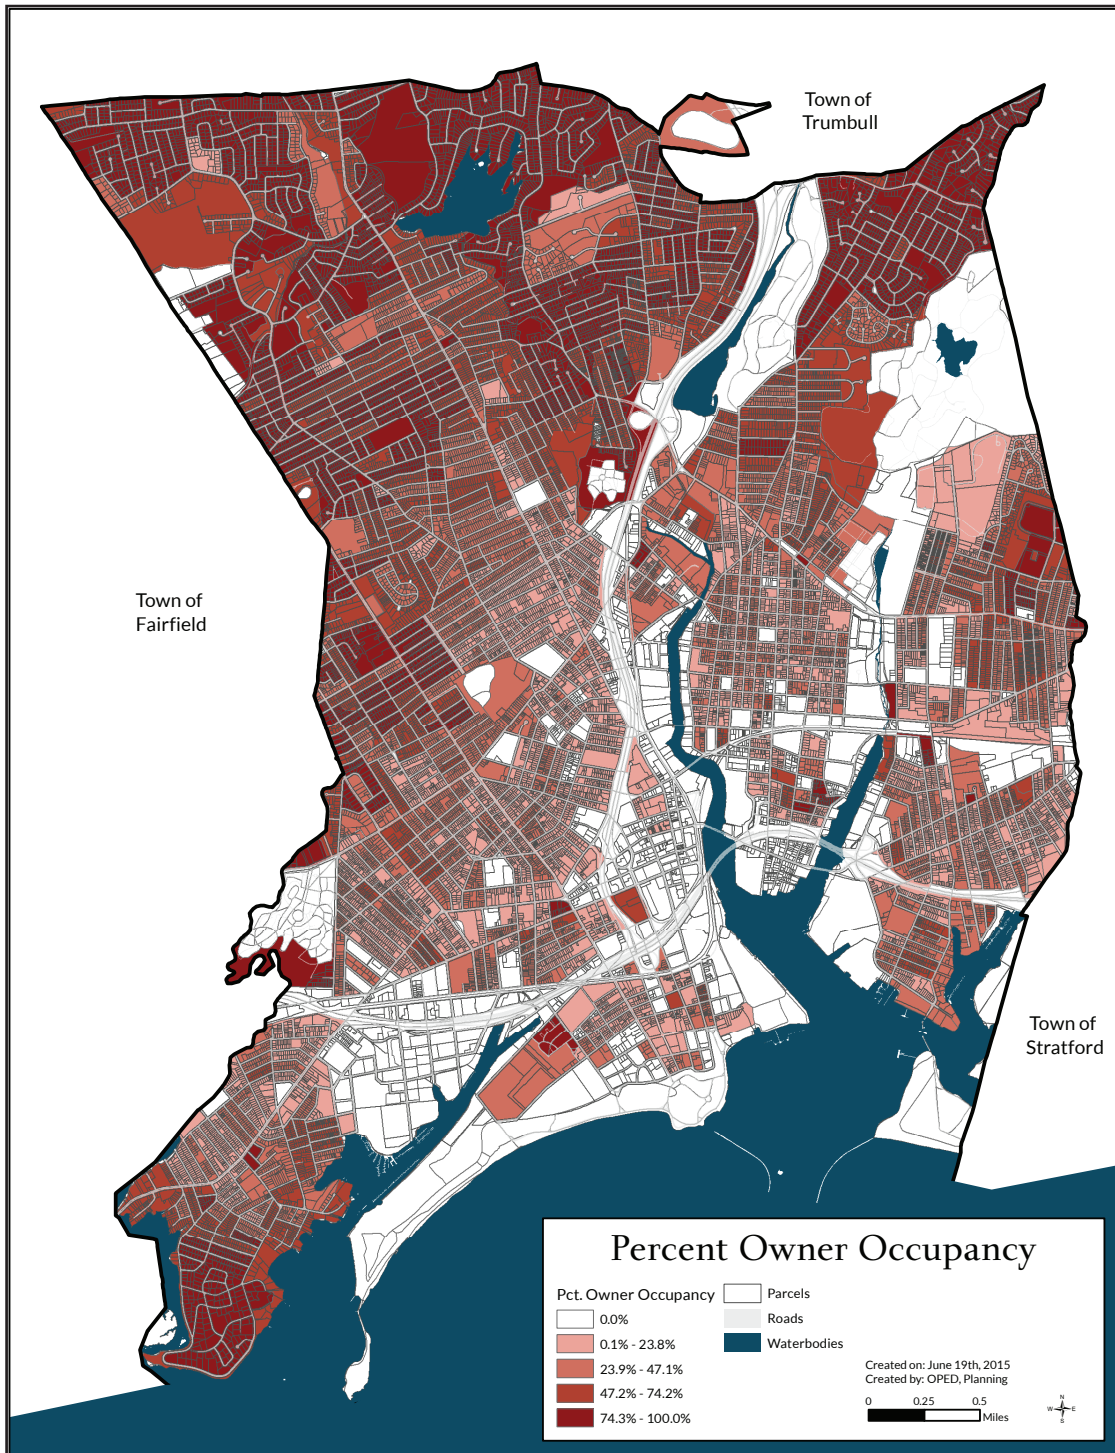 Town of
Trumbull
Town of
Fairfield
Town of
Stratford
Percent Owner Occupancy
Pct. Owner Occupancy
0.0%
0.1% - 23.8%
23.9% - 47.1%
47.2% - 74.2%
74.3% - 100.0%
Parcels
Roads
Waterbodies
Created on: June 19th, 2015
Created by: OPED, Planning
0 0.25 0.5
Miles
N
W E
S